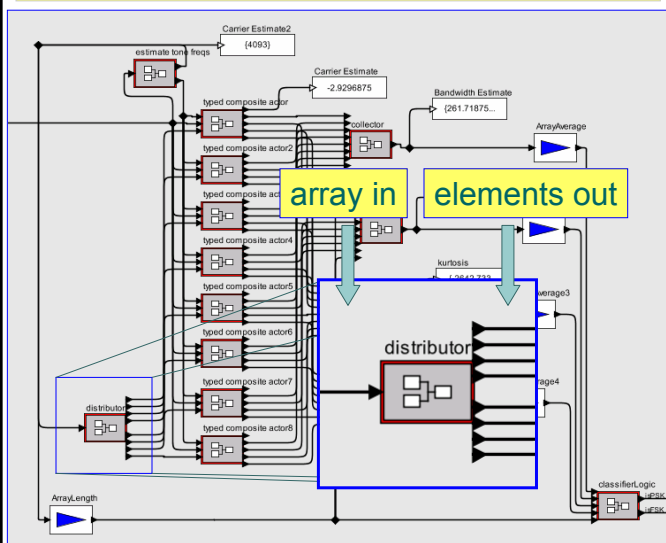 Carrier Estimate2
{4093}
estimate tone freqs
Carrier Estimate
-2.9296875
Bandwidth Estimate
{261.71875...
typed composite actor
collector
ArrayAverage
typed composite actor2
array in
elements out
typed composite
typed composite actor4
kurtosis
typed composite actor5
typed composite actor6
distributor
typed composite actor7
distributor
typed composite actor8
classifierLogic
isPSK
isFSK
ArrayLength